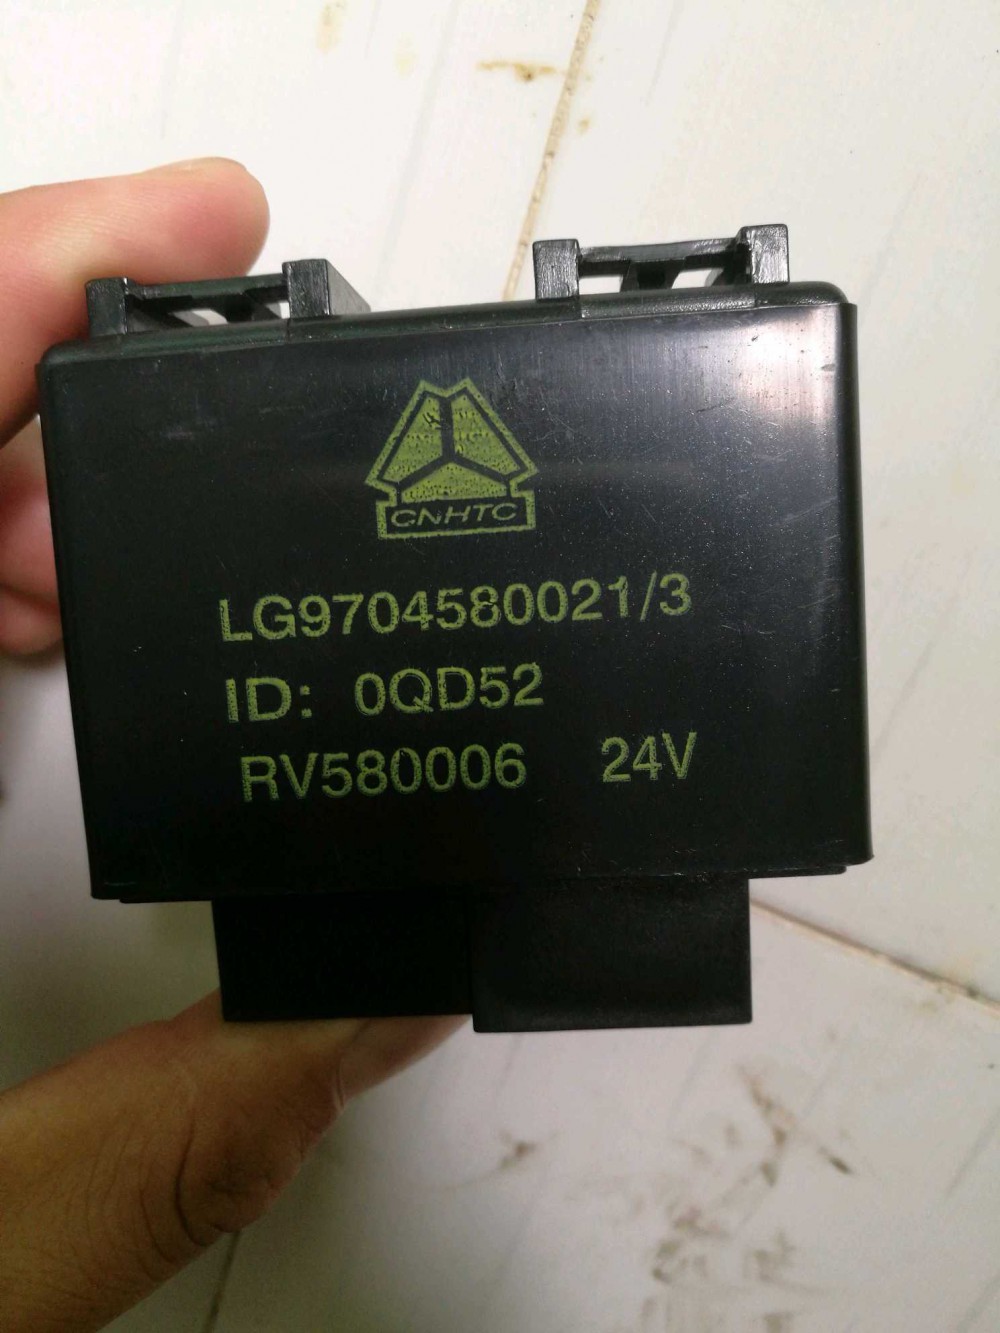 CNHTC
LG9704580021/3
ID: 0QD52
RV580006 24V